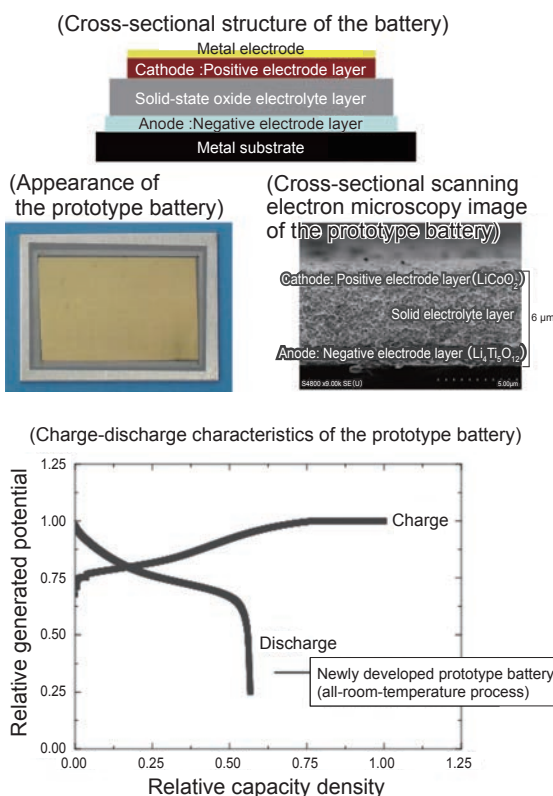 (Cross-sectional structure of the battery)
Metal electrode
Cathode :Positive electrode layer
Solid-state oxide electrolyte layer
Anode :Negative electrode layer
Metal substrate
(Appearance of
the prototype battery)
(Cross-sectional scanning
electron microscopy image
of the prototype battery)
Cathode: Positive electrode layer(LiCoO₂)
Solid electrolyte layer
Anode: Negative electrode layer (Li₄Ti₅O₁₂)
6 μm
S4800 x9.00k SE(U)
5.00μm
(Charge-discharge characteristics of the prototype battery)
Relative generated potential
1.25
1.00
0.75
0.50
0.25
0.00
Charge
Discharge
Newly developed prototype battery
(all-room-temperature process)
0.00 0.25 0.50 0.75 1.00 1.25
Relative capacity density